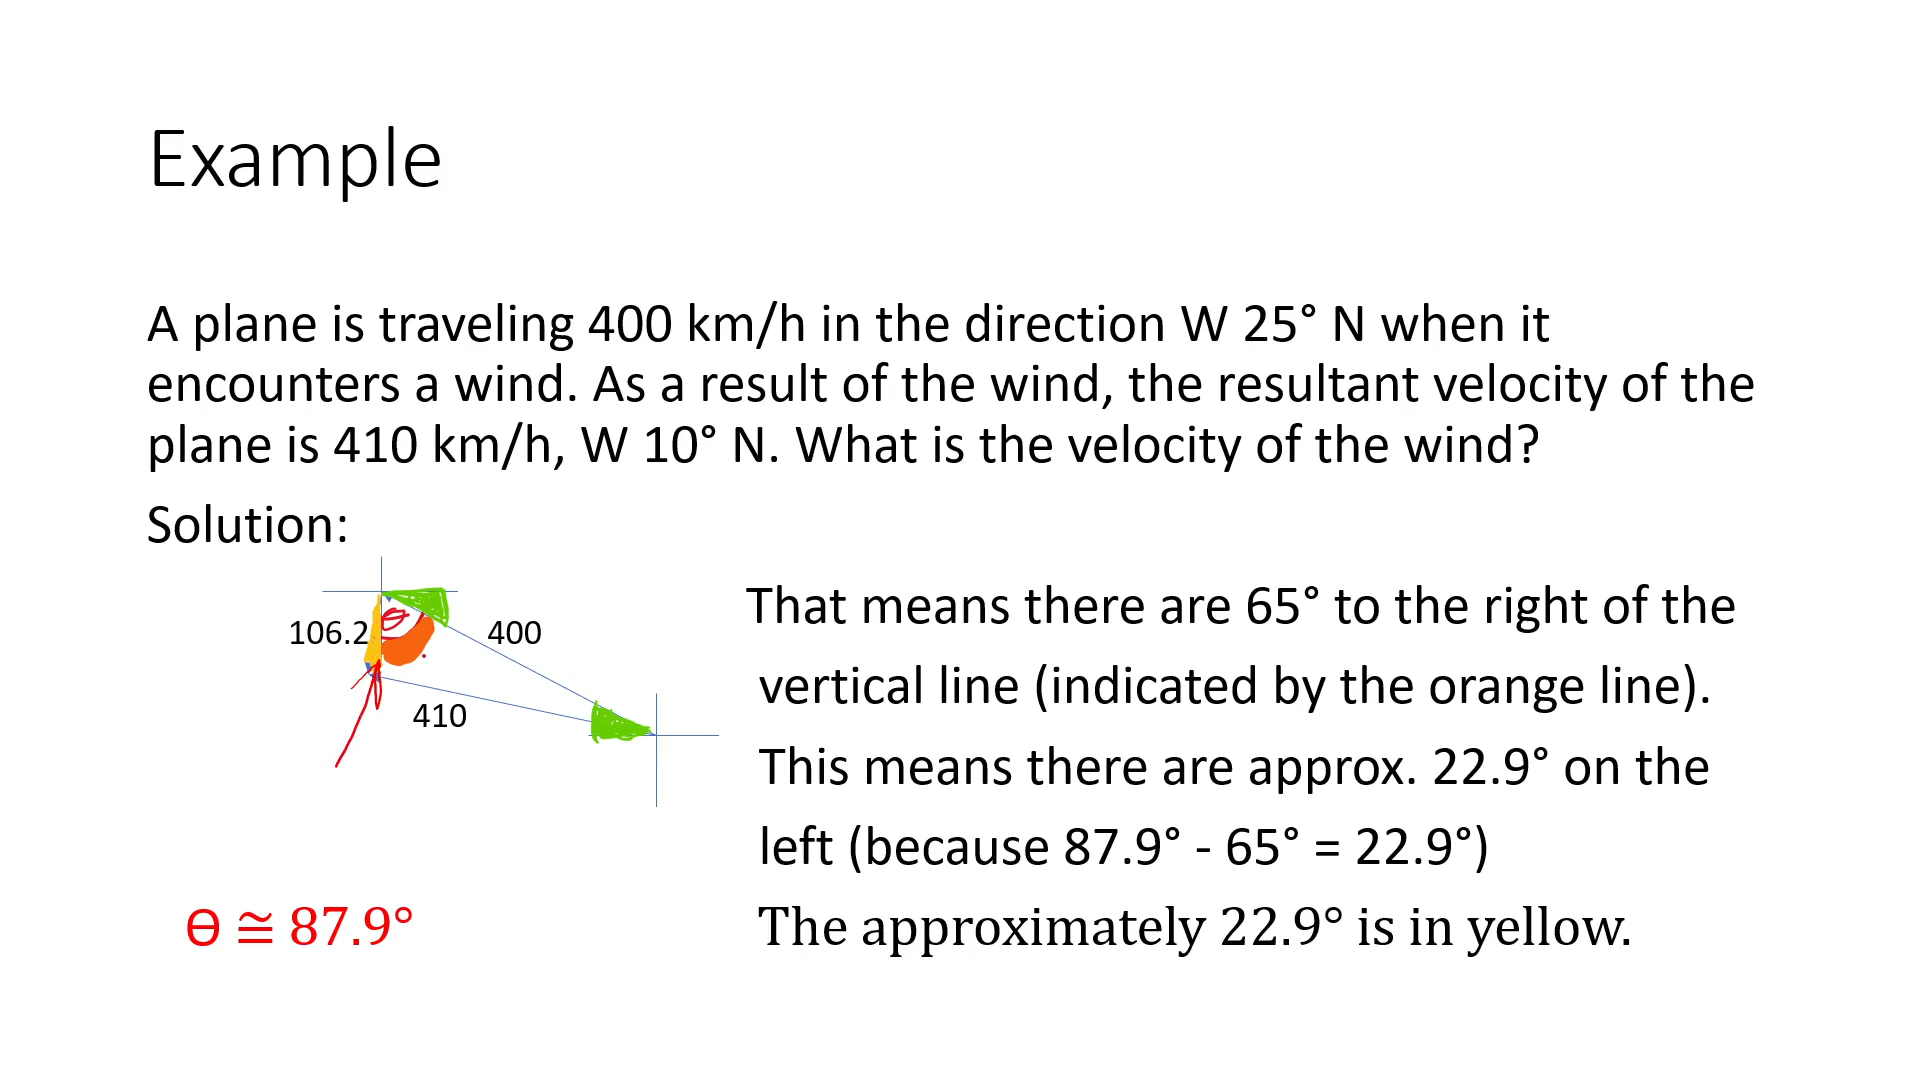 Example
A plane is traveling 400 km/h in the direction W 25° N when it
encounters a wind. As a result of the wind, the resultant velocity of the
plane is 410 km/h, W 10° N. What is the velocity of the wind?
Solution:
106.2
400
410
That means there are 65° to the right of the
vertical line (indicated by the orange line).
This means there are approx. 22.9° on the
left (because 87.9° - 65° = 22.9°)
ϴ ≅ 87.9°
The approximately 22.9° is in yellow.